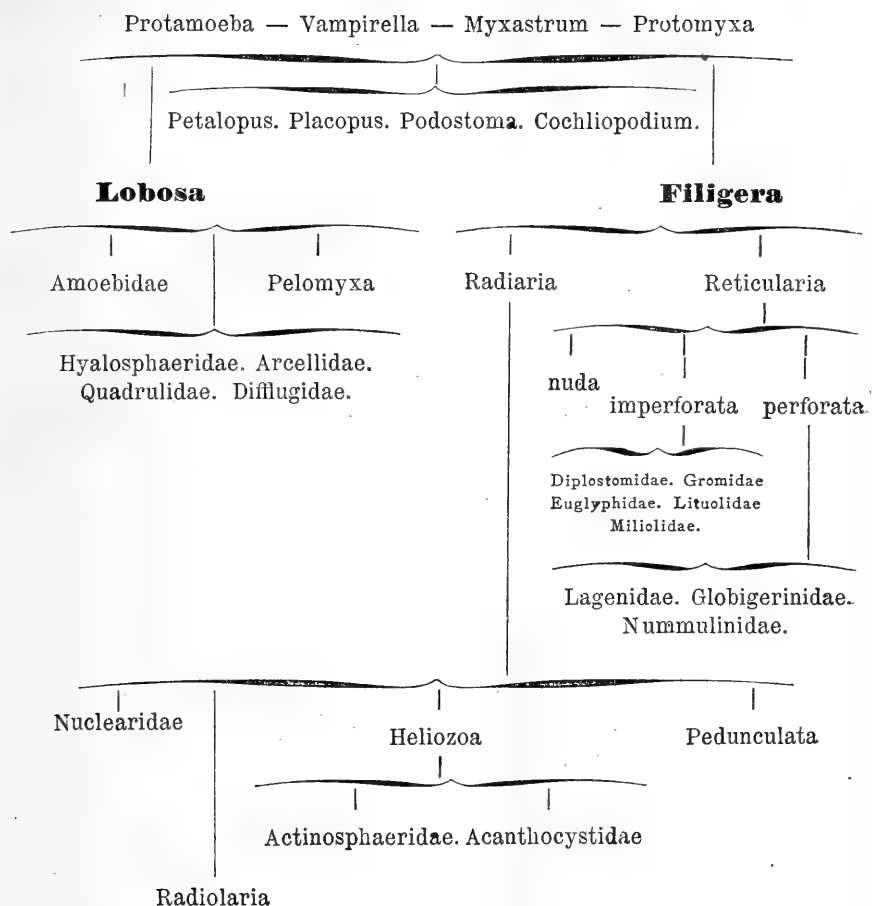 Protamoeba — Vampirella — Myxastrum — Protomyxa
Petalopus. Placopus. Podostoma. Cochliopodium.
Lobosa Filigera
Amoebidae Pelomyxa Radiaria Reticularia
Hyalosphaeridae. Arcellidae.
Quadrulidae. Difflugidae.
nuda
imperforata perforata
Diplostomidae. Gromidae
Euglyphidae. Lituolidae
Miliolidae.
Lagenidae. Globigerinidae.
Nummulinidae.
Nuclearidae Heliozoa Pedunculata
Actinosphaeridae. Acanthocystidae
Radiolaria